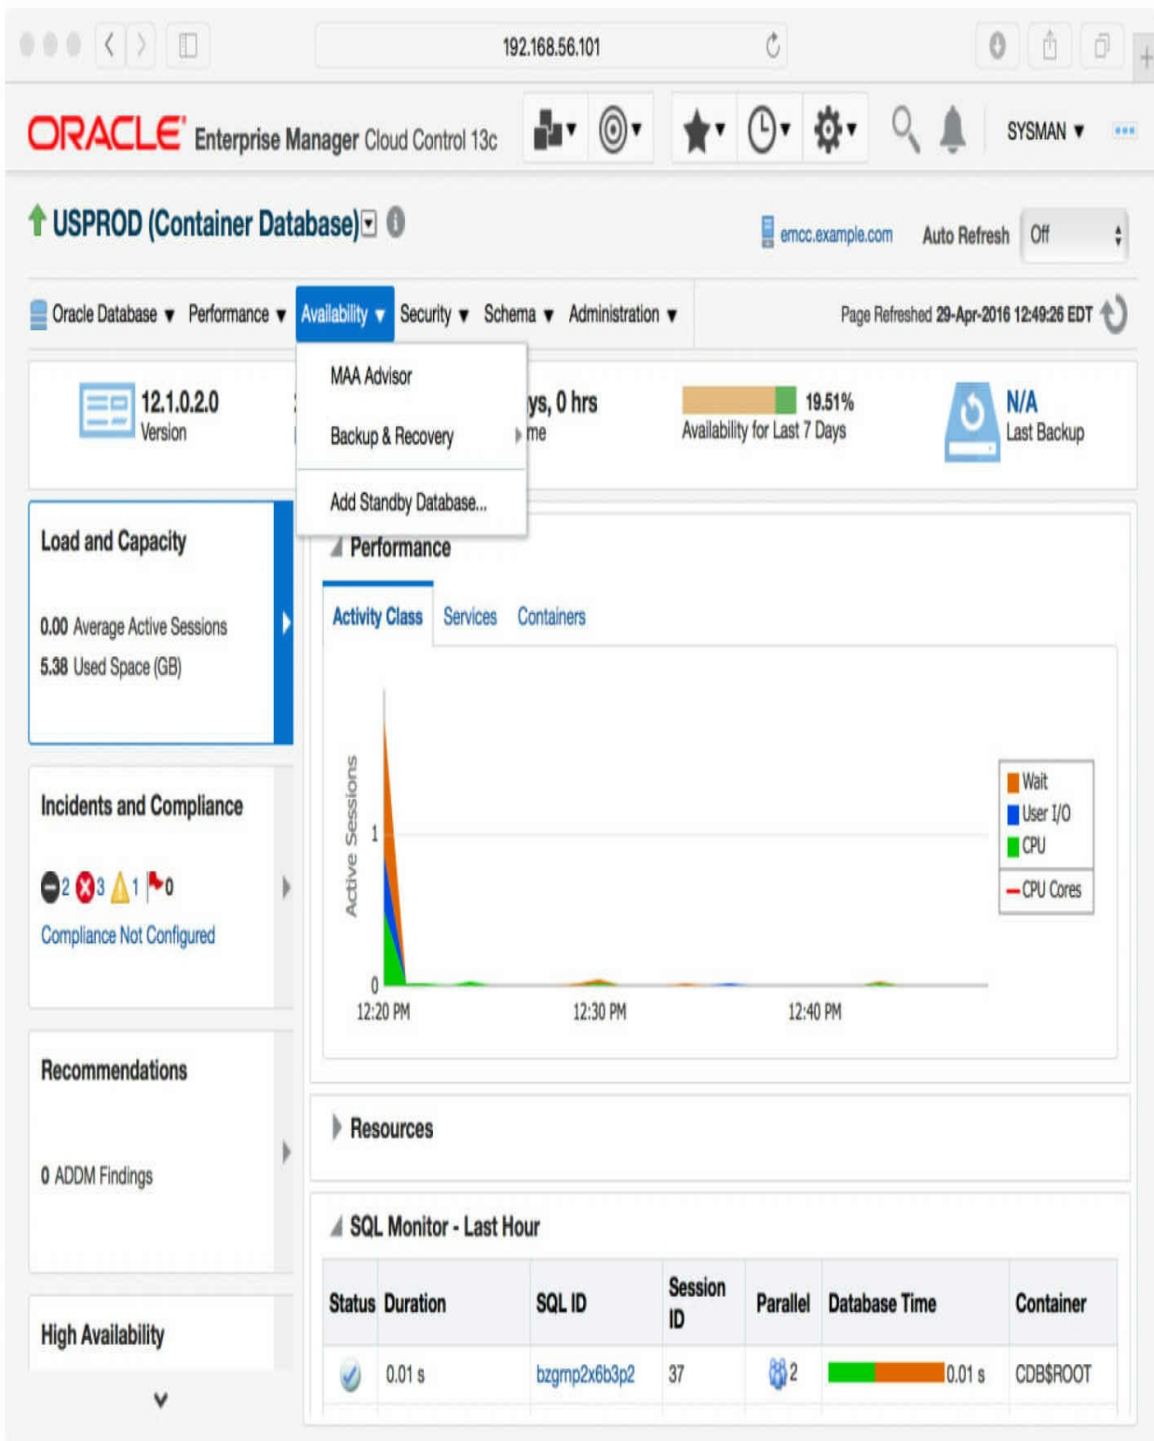 192.168.56.101
ORACLE Enterprise Manager Cloud Control 13c
SYSMAN
USPROD (Container Database)
emcc.example.com
Auto Refresh Off
Oracle Database Performance Availability Security Schema Administration
Page Refreshed 29-Apr-2016 12:49:26 EDT
MAA Advisor
Backup & Recovery
Add Standby Database...
12.1.0.2.0
Version
ys, 0 hrs
me
19.51%
Availability for Last 7 Days
N/A
Last Backup
Load and Capacity
0.00 Average Active Sessions
5.38 Used Space (GB)
Incidents and Compliance
2 3 1 0
Compliance Not Configured
Recommendations
0 ADDM Findings
High Availability
Performance
Activity Class Services Containers
Active Sessions
1
0
12:20 PM 12:30 PM 12:40 PM
Wait
User I/O
CPU
CPU Cores
Resources
SQL Monitor - Last Hour
Status Duration SQL ID Session ID Parallel Database Time Container
0.01 s bzgmp2x6b3p2 37 2 0.01 s CDB$ROOT